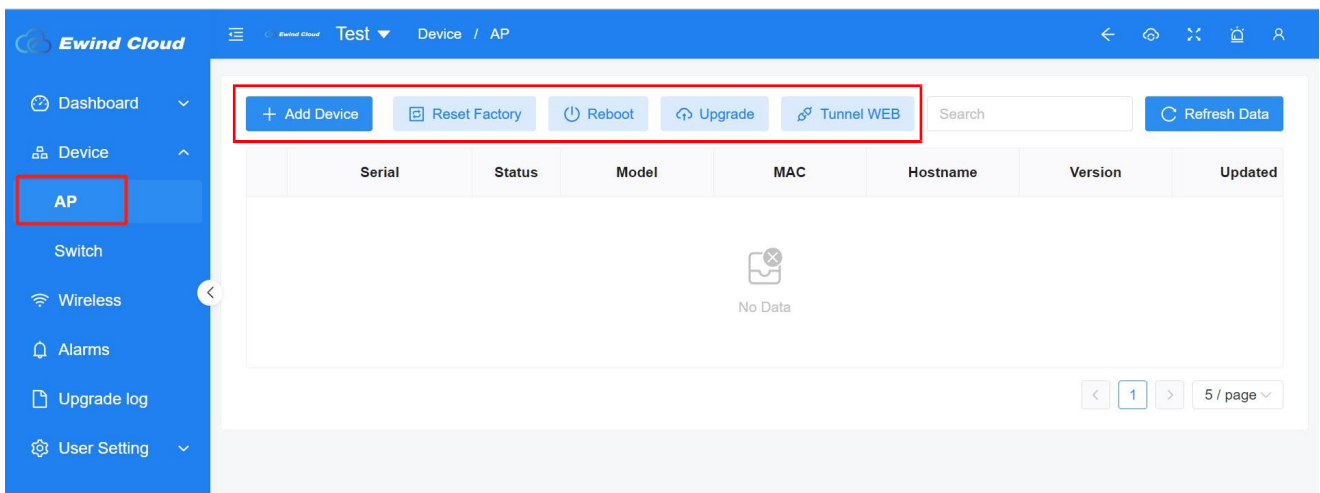 Ewind Cloud
Ewind Cloud Test Device / AP
Dashboard
Device
AP
Switch
Wireless
Alarms
Upgrade log
User Setting
Add Device Reset Factory Reboot Upgrade Tunnel WEB Search Refresh Data
Serial Status Model MAC Hostname Version Updated
No Data
1 5 / page